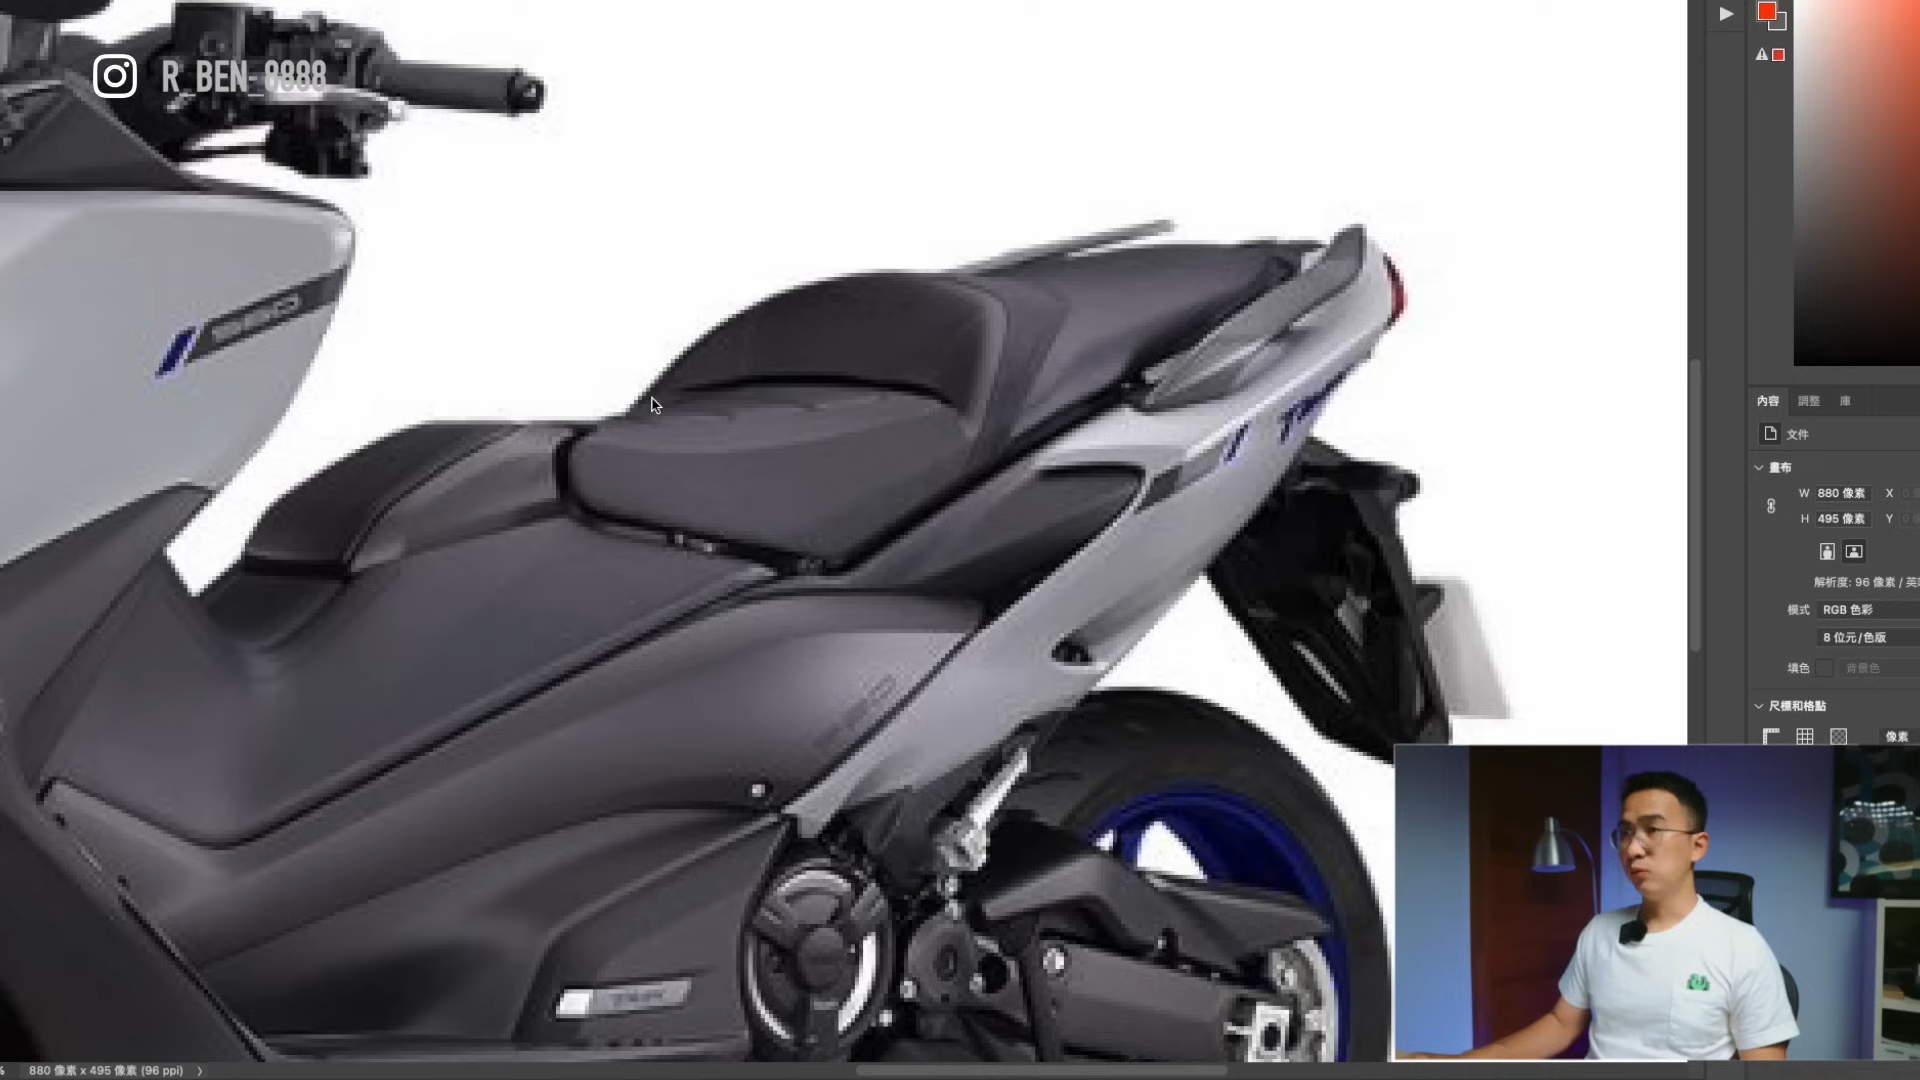 R_BEN_8888
內容 調整 庫
文件
畫布
W 880 像素 X
H 495 像素 Y
解析度: 96 像素 / 英
模式 RGB 色彩
8 位元/色版
填色 背景色
尺標和格點
像素
880 像素 x 495 像素 (96 ppi)